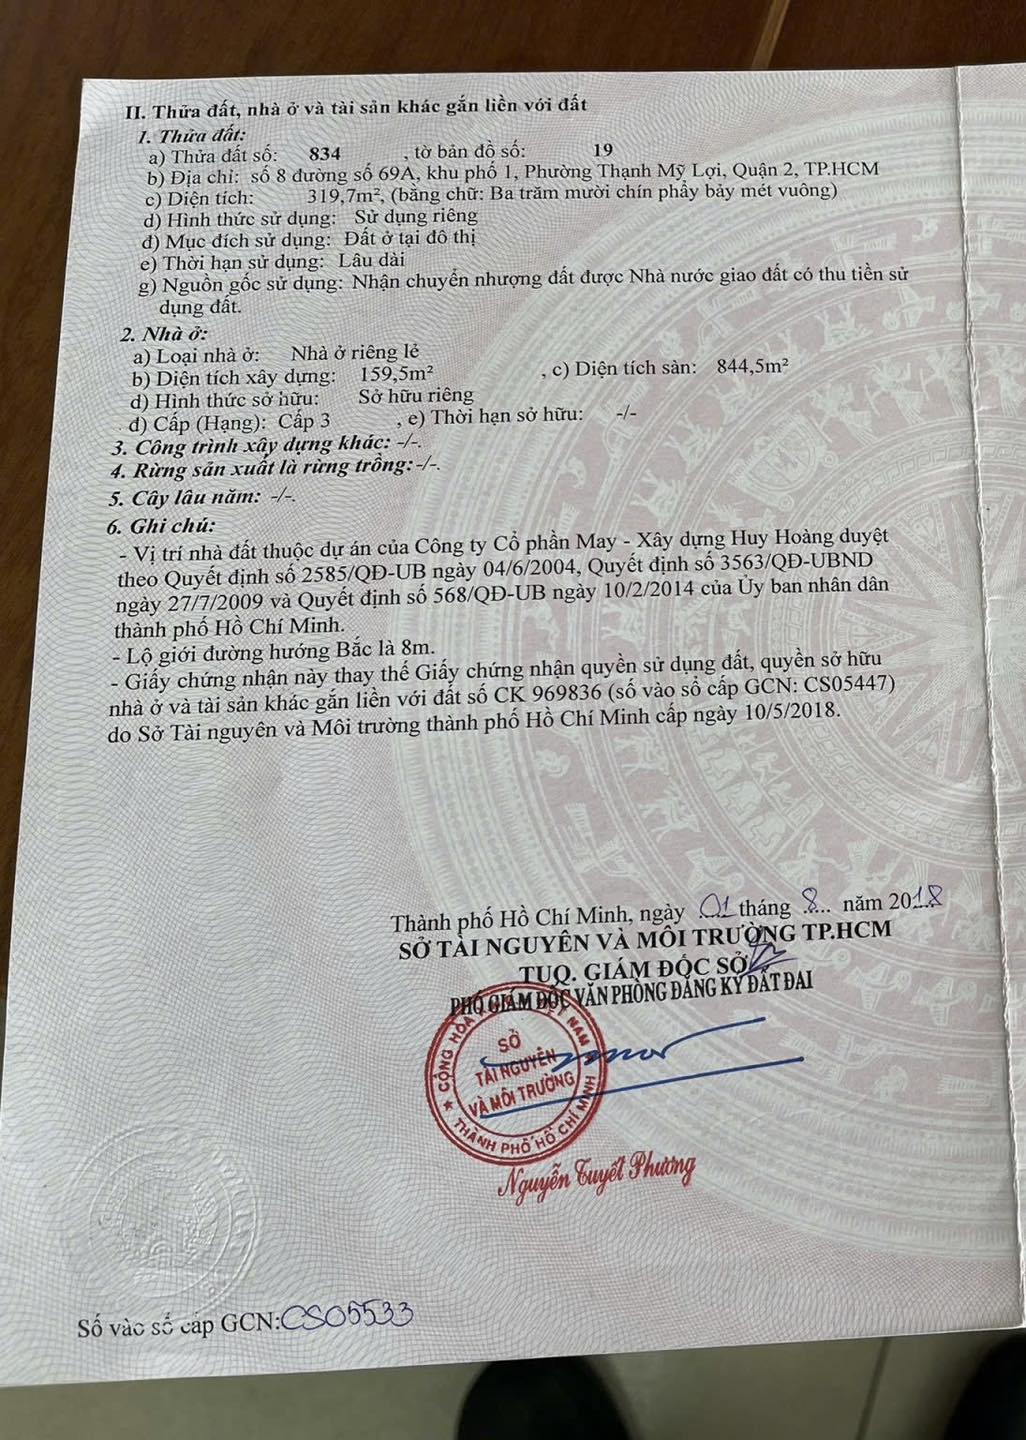 II. Thửa đất, nhà ở và tài sản khác gắn liền với đất
1. Thửa đất:
a) Thửa đất số: 834 , tờ bản đồ số: 19
b) Địa chỉ: số 8 đường số 69A, khu phố 1, Phường Thạnh Mỹ Lợi, Quận 2, TP.HCM
c) Diện tích: 319,7m², (bằng chữ: Ba trăm mười chín phẩy bảy mét vuông)
d) Hình thức sử dụng: Sử dụng riêng
đ) Mục đích sử dụng: Đất ở tại đô thị
e) Thời hạn sử dụng: Lâu dài
g) Nguồn gốc sử dụng: Nhận chuyển nhượng đất được Nhà nước giao đất có thu tiền sử
dụng đất.
2. Nhà ở:
a) Loại nhà ở: Nhà ở riêng lẻ
b) Diện tích xây dựng: 159,5m² , c) Diện tích sàn: 844,5m²
d) Hình thức sở hữu: Sở hữu riêng
đ) Cấp (Hạng): Cấp 3 , e) Thời hạn sở hữu: -/-
3. Công trình xây dựng khác: -/-.
4. Rừng sản xuất là rừng trồng: -/-.
5. Cây lâu năm: -/-.
6. Ghi chú:
- Vị trí nhà đất thuộc dự án của Công ty Cổ phần May - Xây dựng Huy Hoàng duyệt
theo Quyết định số 2585/QĐ-UB ngày 04/6/2004, Quyết định số 3563/QĐ-UBND
ngày 27/7/2009 và Quyết định số 568/QĐ-UB ngày 10/2/2014 của Ủy ban nhân dân
thành phố Hồ Chí Minh.
- Lộ giới đường hướng Bắc là 8m.
- Giấy chứng nhận này thay thế Giấy chứng nhận quyền sử dụng đất, quyền sở hữu
nhà ở và tài sản khác gắn liền với đất số CK 969836 (số vào sổ cấp GCN: CS05447)
do Sở Tài nguyên và Môi trường thành phố Hồ Chí Minh cấp ngày 10/5/2018.
Thành phố Hồ Chí Minh, ngày 01 tháng 8 năm 2018
SỞ TÀI NGUYÊN VÀ MÔI TRƯỜNG TP.HCM
TUQ. GIÁM ĐỐC SỞ
PHÓ GIÁM ĐỐC VĂN PHÒNG ĐĂNG KÝ ĐẤT ĐAI
CỘNG HÒA NAM
SỞ
TÀI NGUYÊN
VÀ MÔI TRƯỜNG
THÀNH PHỐ HỒ CHÍ MINH
Nguyễn Tuyết Phương
Số vào sổ cấp GCN: CS05533